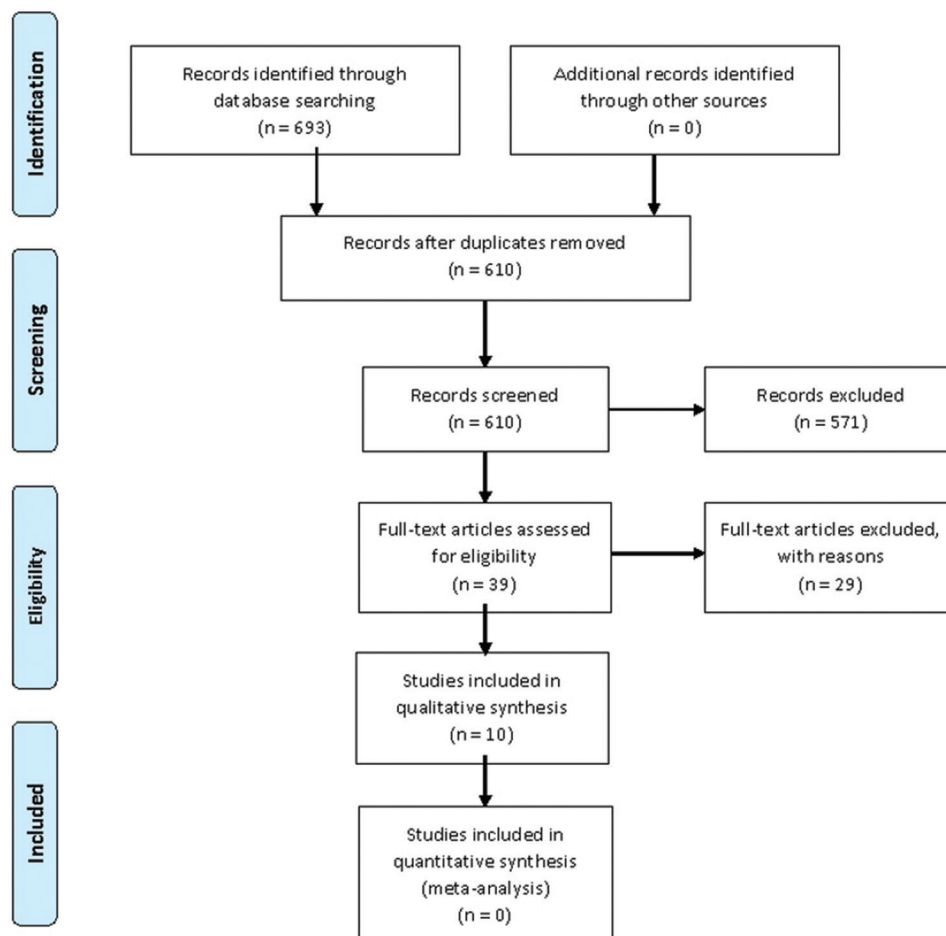 Identification
Records identified through
database searching
(n = 693)
Additional records identified
through other sources
(n = 0)
Records after duplicates removed
(n = 610)
Screening
Records screened
(n = 610)
Records excluded
(n = 571)
Eligibility
Full-text articles assessed
for eligibility
(n = 39)
Full-text articles excluded,
with reasons
(n = 29)
Studies included in
qualitative synthesis
(n = 10)
Included
Studies included in
quantitative synthesis
(meta-analysis)
(n = 0)